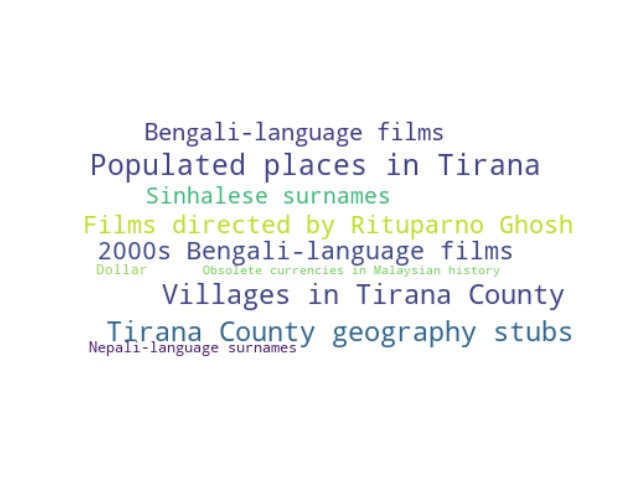 Bengali-language films
Populated places in Tirana
Sinhalese surnames
Films directed by Rituparno Ghosh
2000s Bengali-language films
Dollar
Obsolete currencies in Malaysian history
Villages in Tirana County
Tirana County geography stubs
Nepali-language surnames